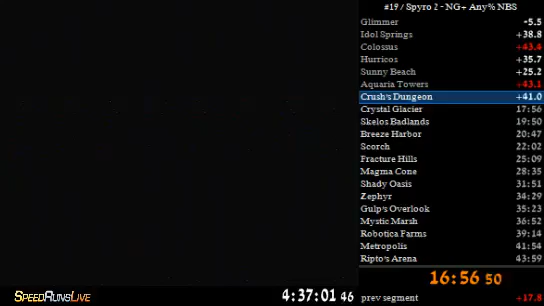 #19 / Spyro 2 - NG+ Any% NBS
Glimmer -5.5
Idol Springs +38.8
Colossus +43.4
Hurricos +35.7
Sunny Beach +25.2
Aquaria Towers +43.1
Crush's Dungeon +41.0
Crystal Glacier 17:56
Skelos Badlands 19:50
Breeze Harbor 20:47
Scorch 22:02
Fracture Hills 25:09
Magma Cone 28:35
Shady Oasis 31:51
Zephyr 34:29
Gulp's Overlook 35:23
Mystic Marsh 36:52
Robotica Farms 39:14
Metropolis 41:54
Ripto's Arena 43:59
16:56 50
SPEEDRUNSLIVE 4:37:01 46
prev segment +17.8